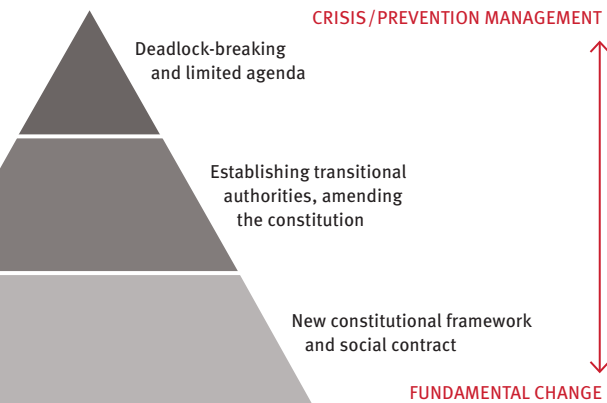 CRISIS/PREVENTION MANAGEMENT
Deadlock-breaking
and limited agenda
Establishing transitional
authorities, amending
the constitution
New constitutional framework
and social contract
FUNDAMENTAL CHANGE